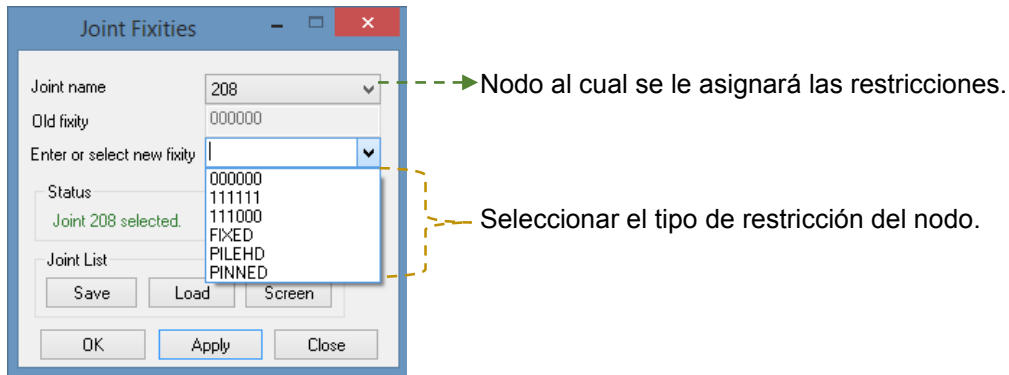 Joint Fixities
Joint name 208
Nodo al cual se le asignará las restricciones.
Old fixity 000000
Enter or select new fixity
000000
111111
111000
FIXED
PILEHD
PINNED
Seleccionar el tipo de restricción del nodo.
Status
Joint 208 selected.
Joint List
Save Load Screen
OK Apply Close